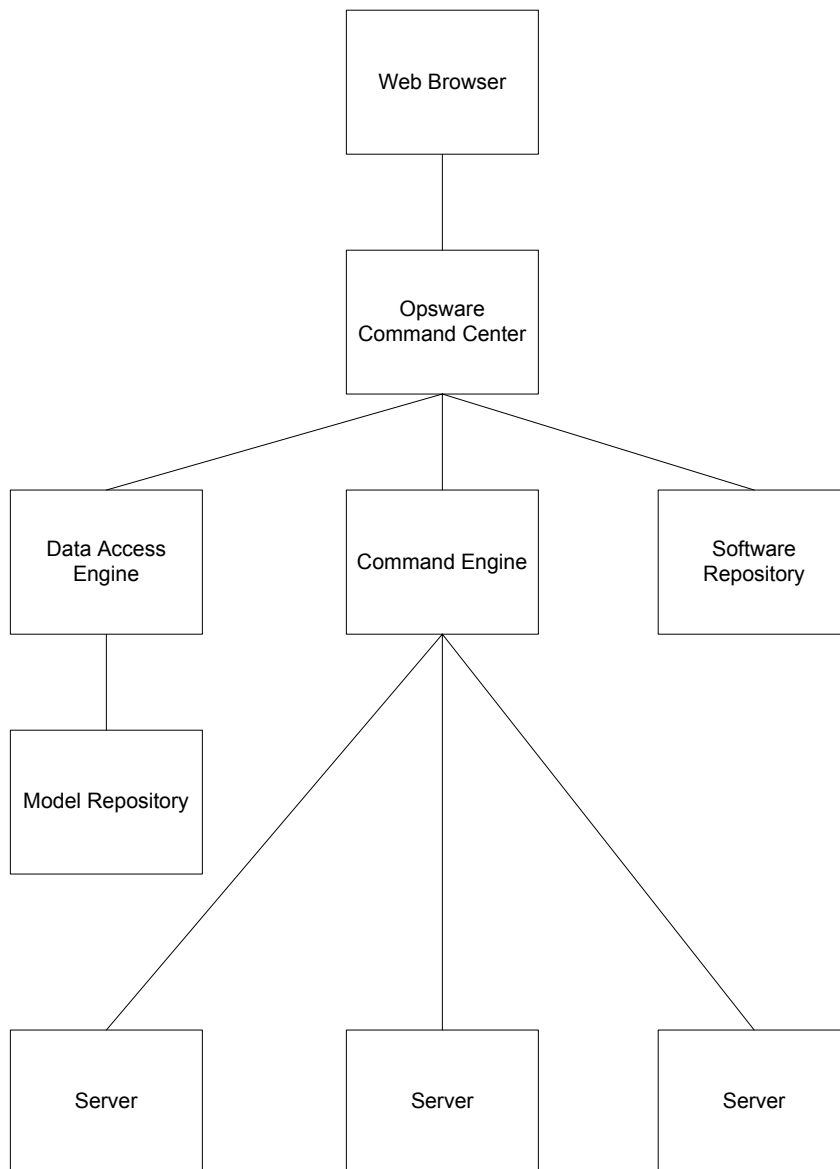 Web Browser
Opsware
Command Center
Data Access
Engine
Command Engine
Software
Repository
Model Repository
Server
Server
Server